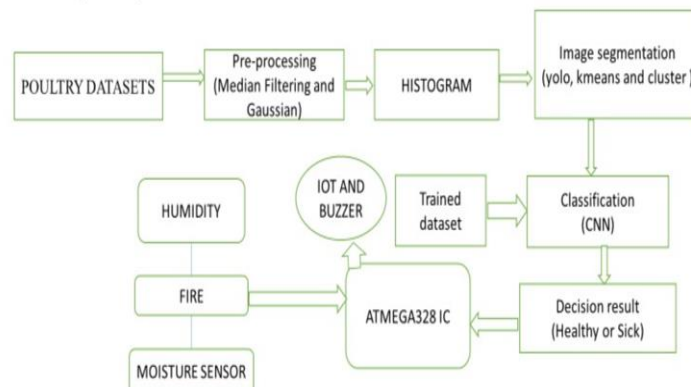 POULTRY DATASETS
Pre-processing
(Median Filtering and
Gaussian)
HISTOGRAM
Image segmentation
(yolo, kmeans and cluster )
IOT AND
BUZZER
Trained
dataset
Classification
(CNN)
HUMIDITY
FIRE
ATMEGA328 IC
Decision result
(Healthy or Sick)
MOISTURE SENSOR